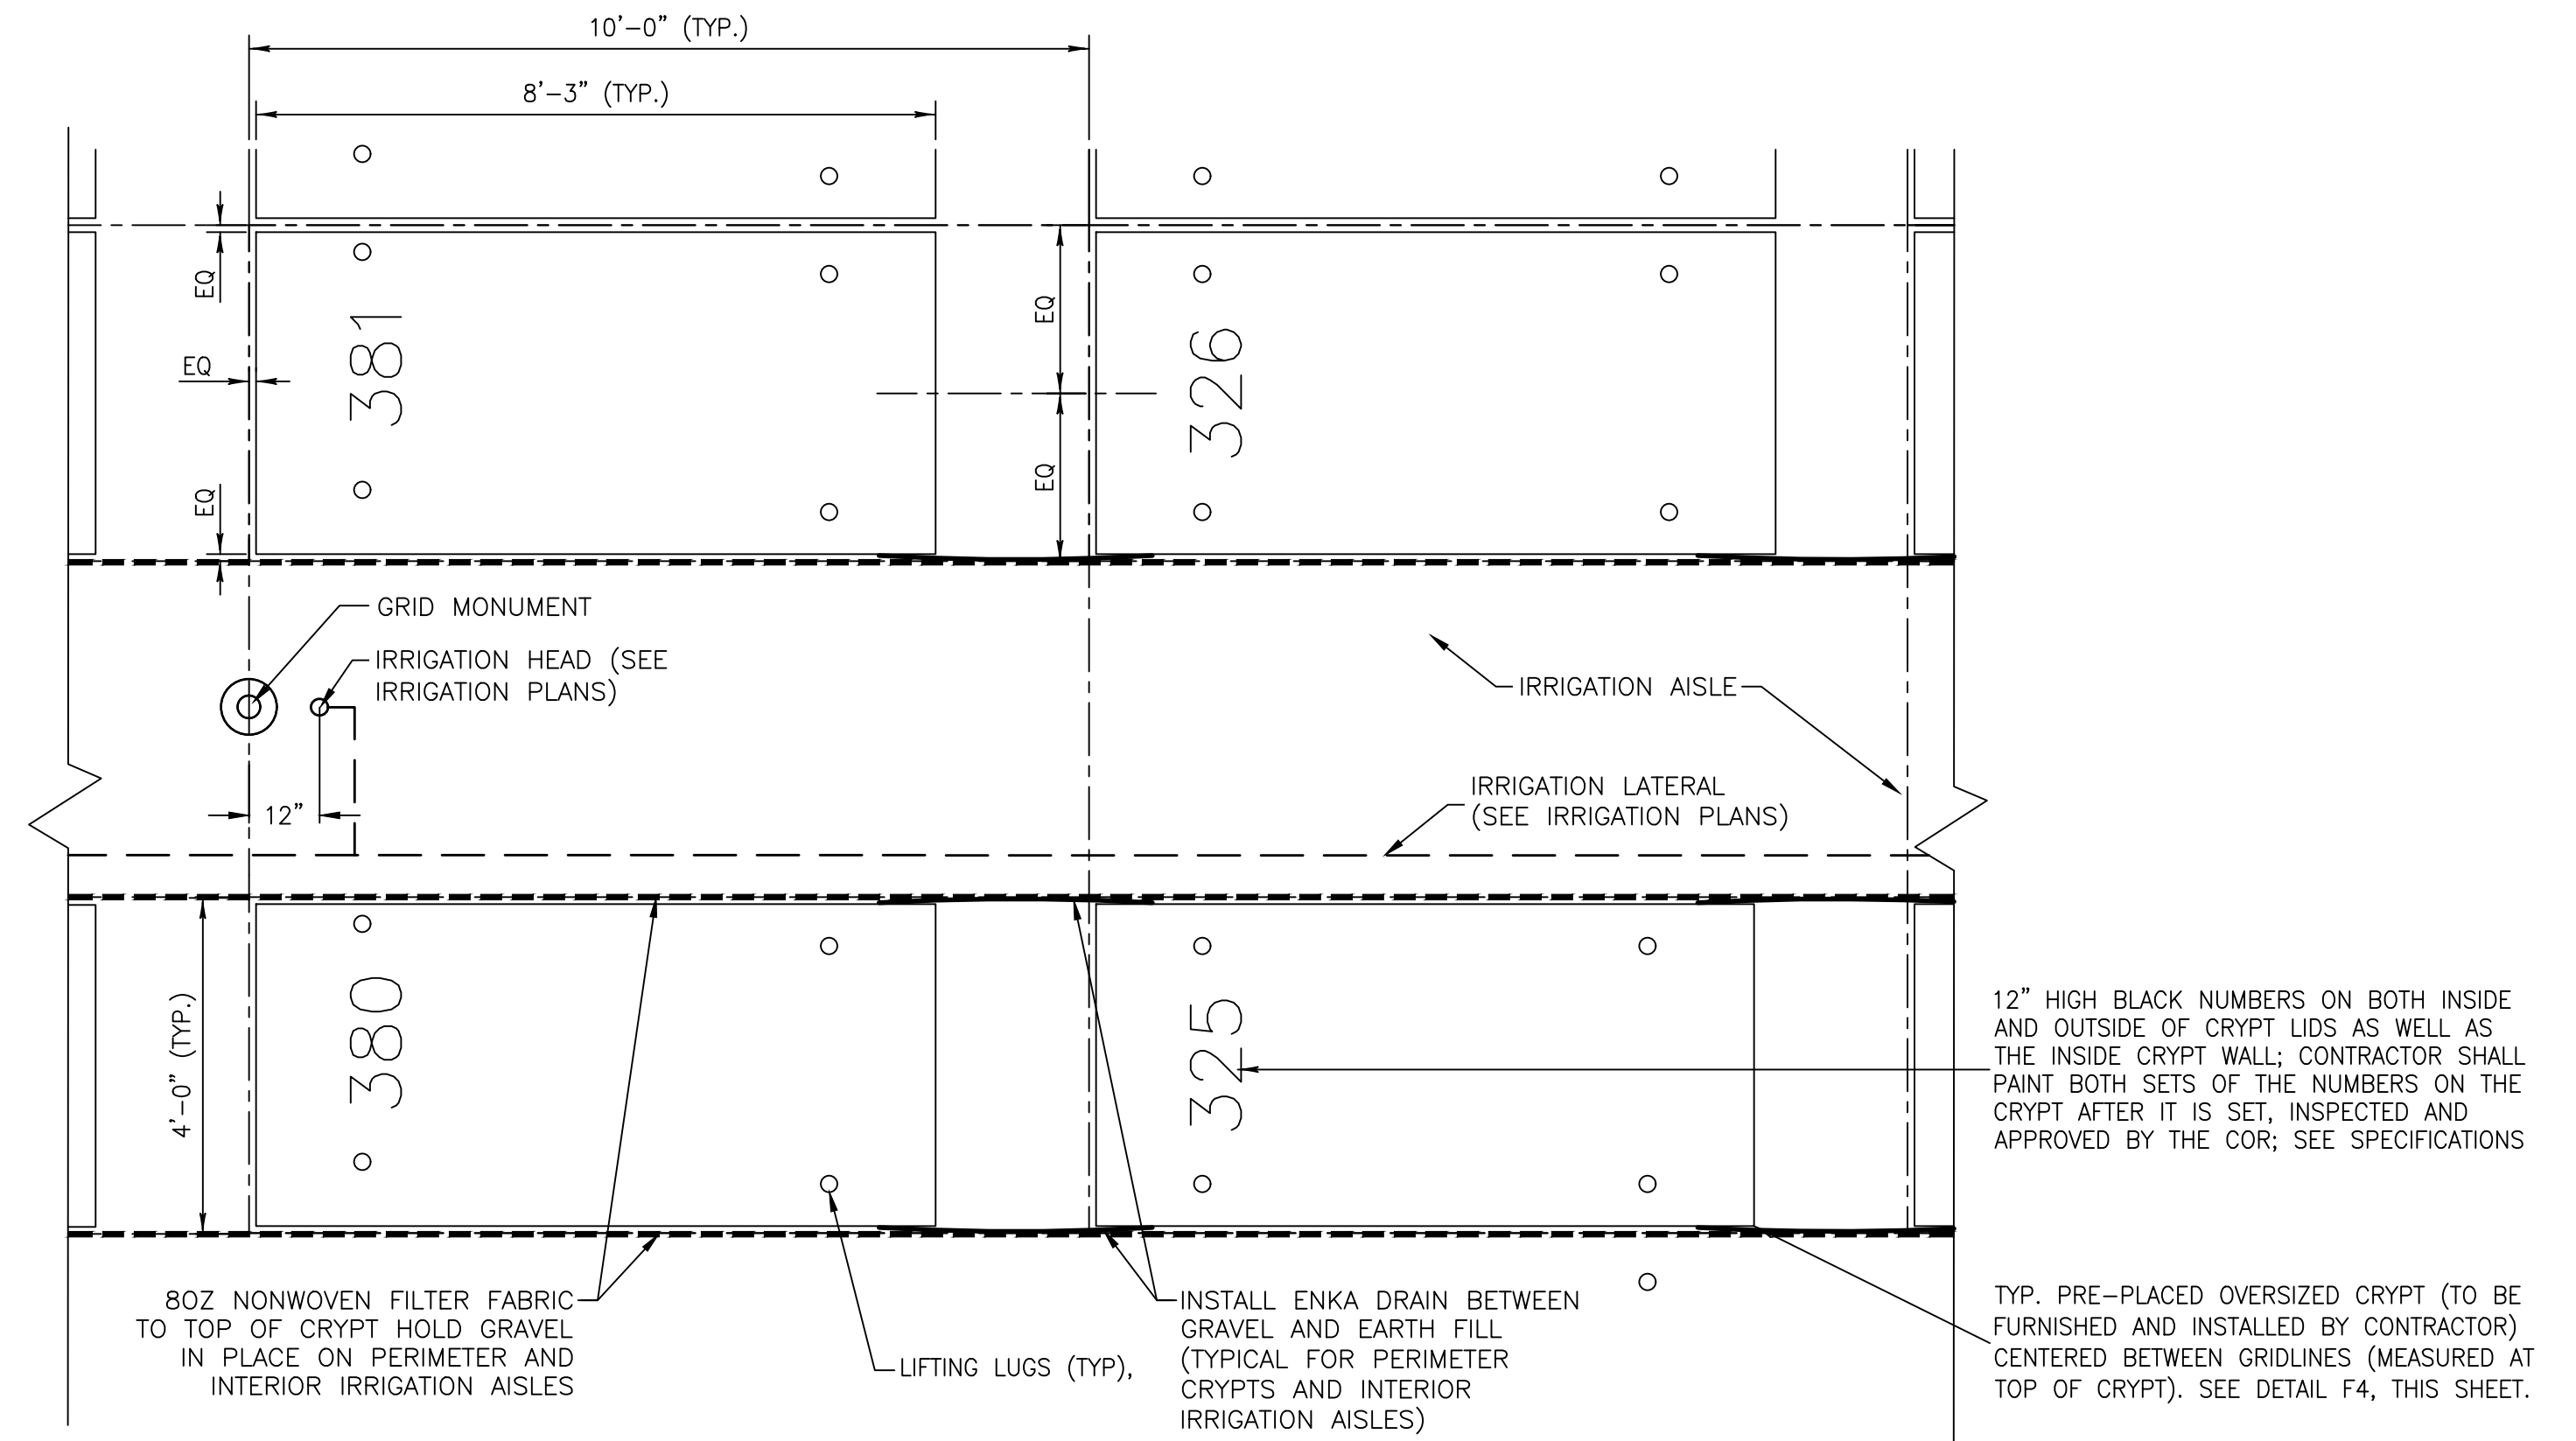 10'-0" (TYP.)
8'-3" (TYP.)
EQ
EQ
EQ
EQ
EQ
381
326
GRID MONUMENT
IRRIGATION HEAD (SEE
IRRIGATION PLANS)
12"
IRRIGATION AISLE
IRRIGATION LATERAL
(SEE IRRIGATION PLANS)
4'-0" (TYP.)
380
325
12" HIGH BLACK NUMBERS ON BOTH INSIDE
AND OUTSIDE OF CRYPT LIDS AS WELL AS
THE INSIDE CRYPT WALL; CONTRACTOR SHALL
PAINT BOTH SETS OF THE NUMBERS ON THE
CRYPT AFTER IT IS SET, INSPECTED AND
APPROVED BY THE COR; SEE SPECIFICATIONS
8OZ NONWOVEN FILTER FABRIC
TO TOP OF CRYPT HOLD GRAVEL
IN PLACE ON PERIMETER AND
INTERIOR IRRIGATION AISLES
LIFTING LUGS (TYP),
INSTALL ENKA DRAIN BETWEEN
GRAVEL AND EARTH FILL
(TYPICAL FOR PERIMETER
CRYPTS AND INTERIOR
IRRIGATION AISLES)
TYP. PRE-PLACED OVERSIZED CRYPT (TO BE
FURNISHED AND INSTALLED BY CONTRACTOR)
CENTERED BETWEEN GRIDLINES (MEASURED AT
TOP OF CRYPT). SEE DETAIL F4, THIS SHEET.